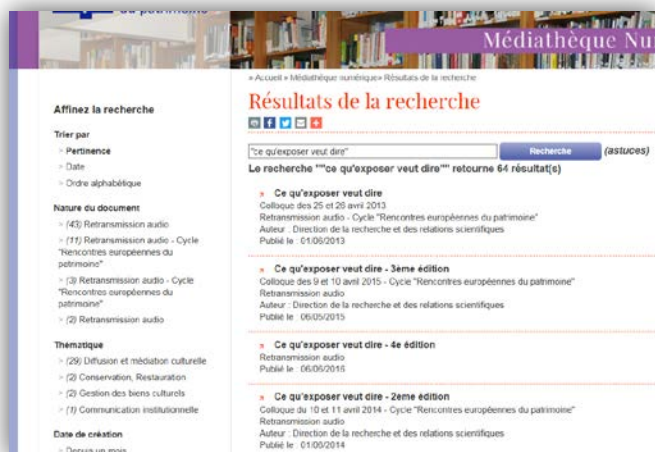 du patrimoine
Médiathèque Nu
» Accueil » Médiathèque numérique» Résultats de la recherche
Affinez la recherche
Trier par
> Pertinence
> Date
> Ordre alphabétique
Nature du document
> (43) Retransmission audio
> (11) Retransmission audio - Cycle
"Rencontres européennes du
patrimoine"
> (3) Retransmission audio - Cycle
"Rencontres européennes du
patrimoine"
> (2) Retransmission audio
Thématique
> (29) Diffusion et médiation culturelle
> (2) Conservation, Restauration
> (2) Gestion des biens culturels
> (1) Communication institutionnelle
Date de création
> Depuis un mois
Résultats de la recherche
"ce qu'exposer veut dire"
Recherche
(astuces)
Le recherche ""ce qu'exposer veut dire"" retourne 64 résultat(s)
» Ce qu'exposer veut dire
Colloque des 25 et 26 avril 2013
Retransmission audio - Cycle "Rencontres européennes du patrimoine"
Auteur : Direction de la recherche et des relations scientifiques
Publié le : 01/06/2013
» Ce qu'exposer veut dire - 3ème édition
Colloque des 9 et 10 avril 2015 - Cycle "Rencontres européennes du patrimoine"
Retransmission audio
Auteur : Direction de la recherche et des relations scientifiques
Publié le : 06/05/2015
» Ce qu'exposer veut dire - 4e édition
Retransmission audio
Publié le : 06/06/2016
» Ce qu'exposer veut dire - 2eme édition
Colloque du 10 et 11 avril 2014 - Cycle "Rencontres européennes du patrimoine"
Retransmission audio
Auteur : Direction de la recherche et des relations scientifiques
Publié le : 01/06/2014